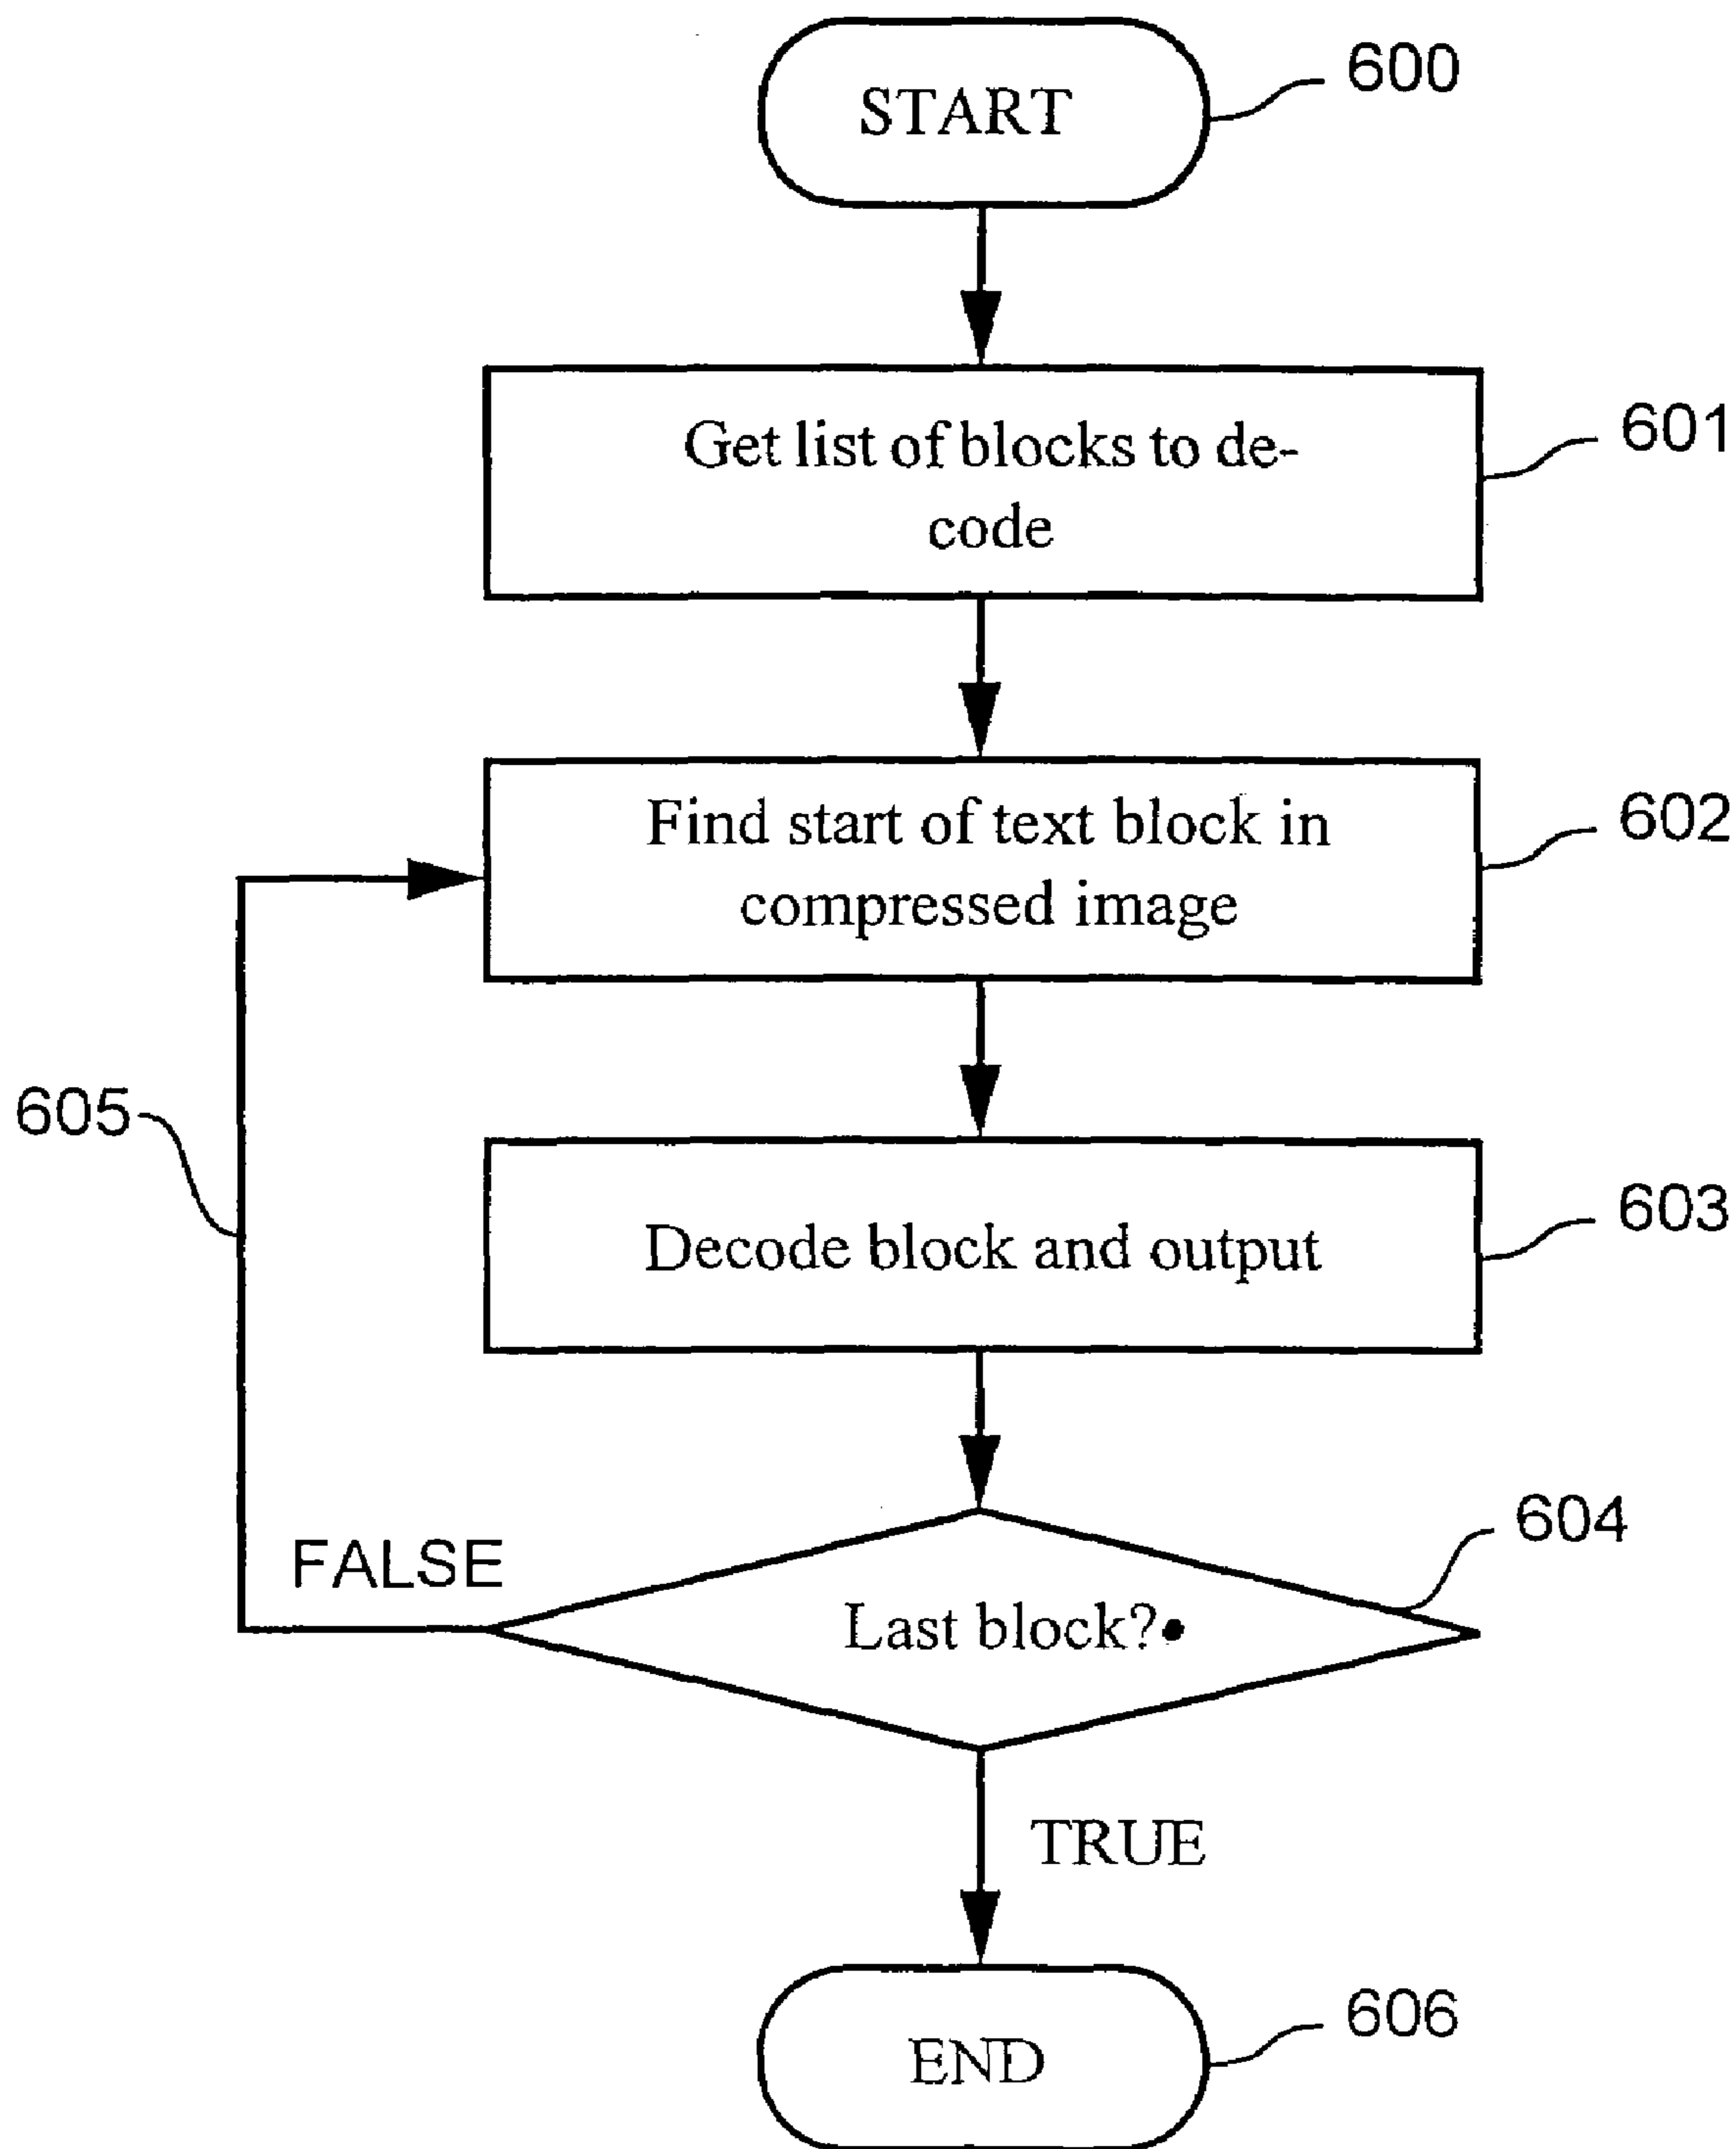 START
600
Get list of blocks to de-
code
601
Find start of text block in
compressed image
602
605
Decode block and output
603
604
FALSE
Last block?
TRUE
END
606